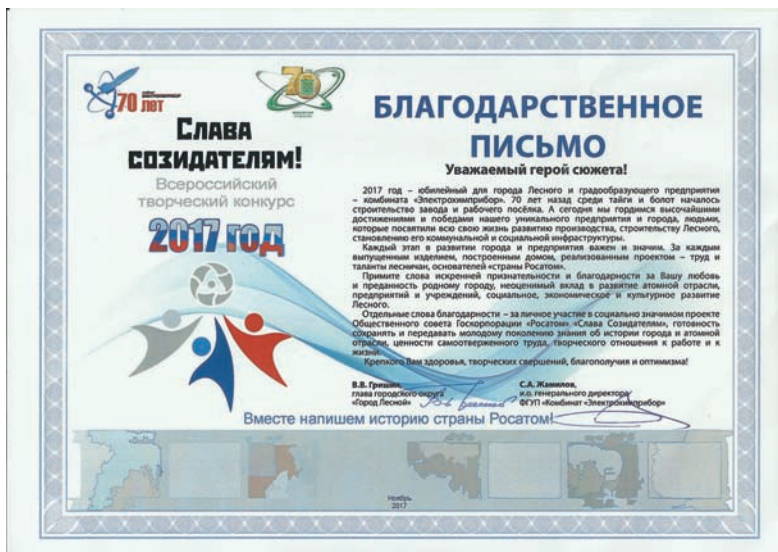 70 лет
70
Слава
созидателям!
Всероссийский
творческий конкурс
2017 год
БЛАГОДАРСТВЕННОЕ
ПИСЬМО
Уважаемый герой сюжета!
2017 год – юбилейный для города Лесного и градообразующего предприятия
– комбината «Электрохимприбор». 70 лет назад среди тайги и болот началось
строительство завода и рабочего посёлка. А сегодня мы гордимся высочайшими
достижениями и победами нашего уникального предприятия и города, людьми,
которые посвятили всю свою жизнь развитию производства, строительству Лесного,
становлению его коммунальной и социальной инфраструктуры.
Каждый этап в развитии города и предприятия важен и значим. За каждым
выпущенным изделием, построенным домом, реализованным проектом – труд и
таланты лесничан, основателей «страны Росатом».
Примите слова искренней признательности и благодарности за Вашу любовь
и преданность родному городу, неоценимый вклад в развитие атомной отрасли,
предприятий и учреждений, социальное, экономическое и культурное развитие
Лесного.
Отдельные слова благодарности – за личное участие в социально значимом проекте
Общественного совета Госкорпорации «Росатом» «Слава Созидателям», готовность
сохранять и передавать молодому поколению знания об истории города и атомной
отрасли, ценности самоотверженного труда, творческого отношения к работе и к
жизни.
Крепкого Вам здоровья, творческих свершений, благополучия и оптимизма!
В.В. Гришин,
глава городского округа
«Город Лесной»
С.А. Жамилов,
и.о. генерального директора
ФГУП «Комбинат «Электрохимприбор»
Вместе напишем историю страны Росатом!
Ноябрь
2017